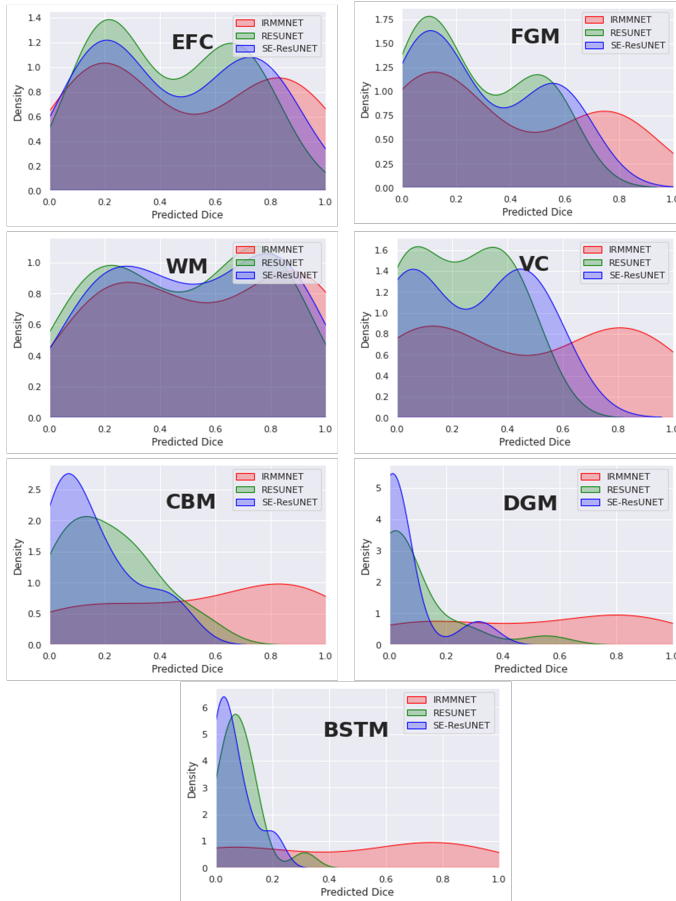 EFC
IRMMNET
RESUNET
SE-ResUNET
Density
1.4
1.2
1.0
0.8
0.6
0.4
0.2
0.0
0.0 0.2 0.4 0.6 0.8 1.0
Predicted Dice
FGM
IRMMNET
RESUNET
SE-ResUNET
Density
1.75
1.50
1.25
1.00
0.75
0.50
0.25
0.00
0.0 0.2 0.4 0.6 0.8 1.0
Predicted Dice
WM
IRMMNET
RESUNET
SE-ResUNET
Density
1.0
0.8
0.6
0.4
0.2
0.0
0.0 0.2 0.4 0.6 0.8 1.0
Predicted Dice
VC
IRMMNET
RESUNET
SE-ResUNET
Density
1.6
1.4
1.2
1.0
0.8
0.6
0.4
0.2
0.0
0.0 0.2 0.4 0.6 0.8 1.0
Predicted Dice
CBM
IRMMNET
RESUNET
SE-ResUNET
Density
2.5
2.0
1.5
1.0
0.5
0.0
0.0 0.2 0.4 0.6 0.8 1.0
Predicted Dice
DGM
IRMMNET
RESUNET
SE-ResUNET
Density
5
4
3
2
1
0
0.0 0.2 0.4 0.6 0.8 1.0
Predicted Dice
BSTM
IRMMNET
RESUNET
SE-ResUNET
Density
6
5
4
3
2
1
0
0.0 0.2 0.4 0.6 0.8 1.0
Predicted Dice